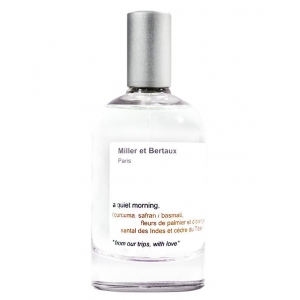 Miller et Bertaux
Paris
a quiet morning.
(curcuma safran / basmati,
fleurs de palmier et d'
santal des Indes et cèdre du
"from our trips, with love"